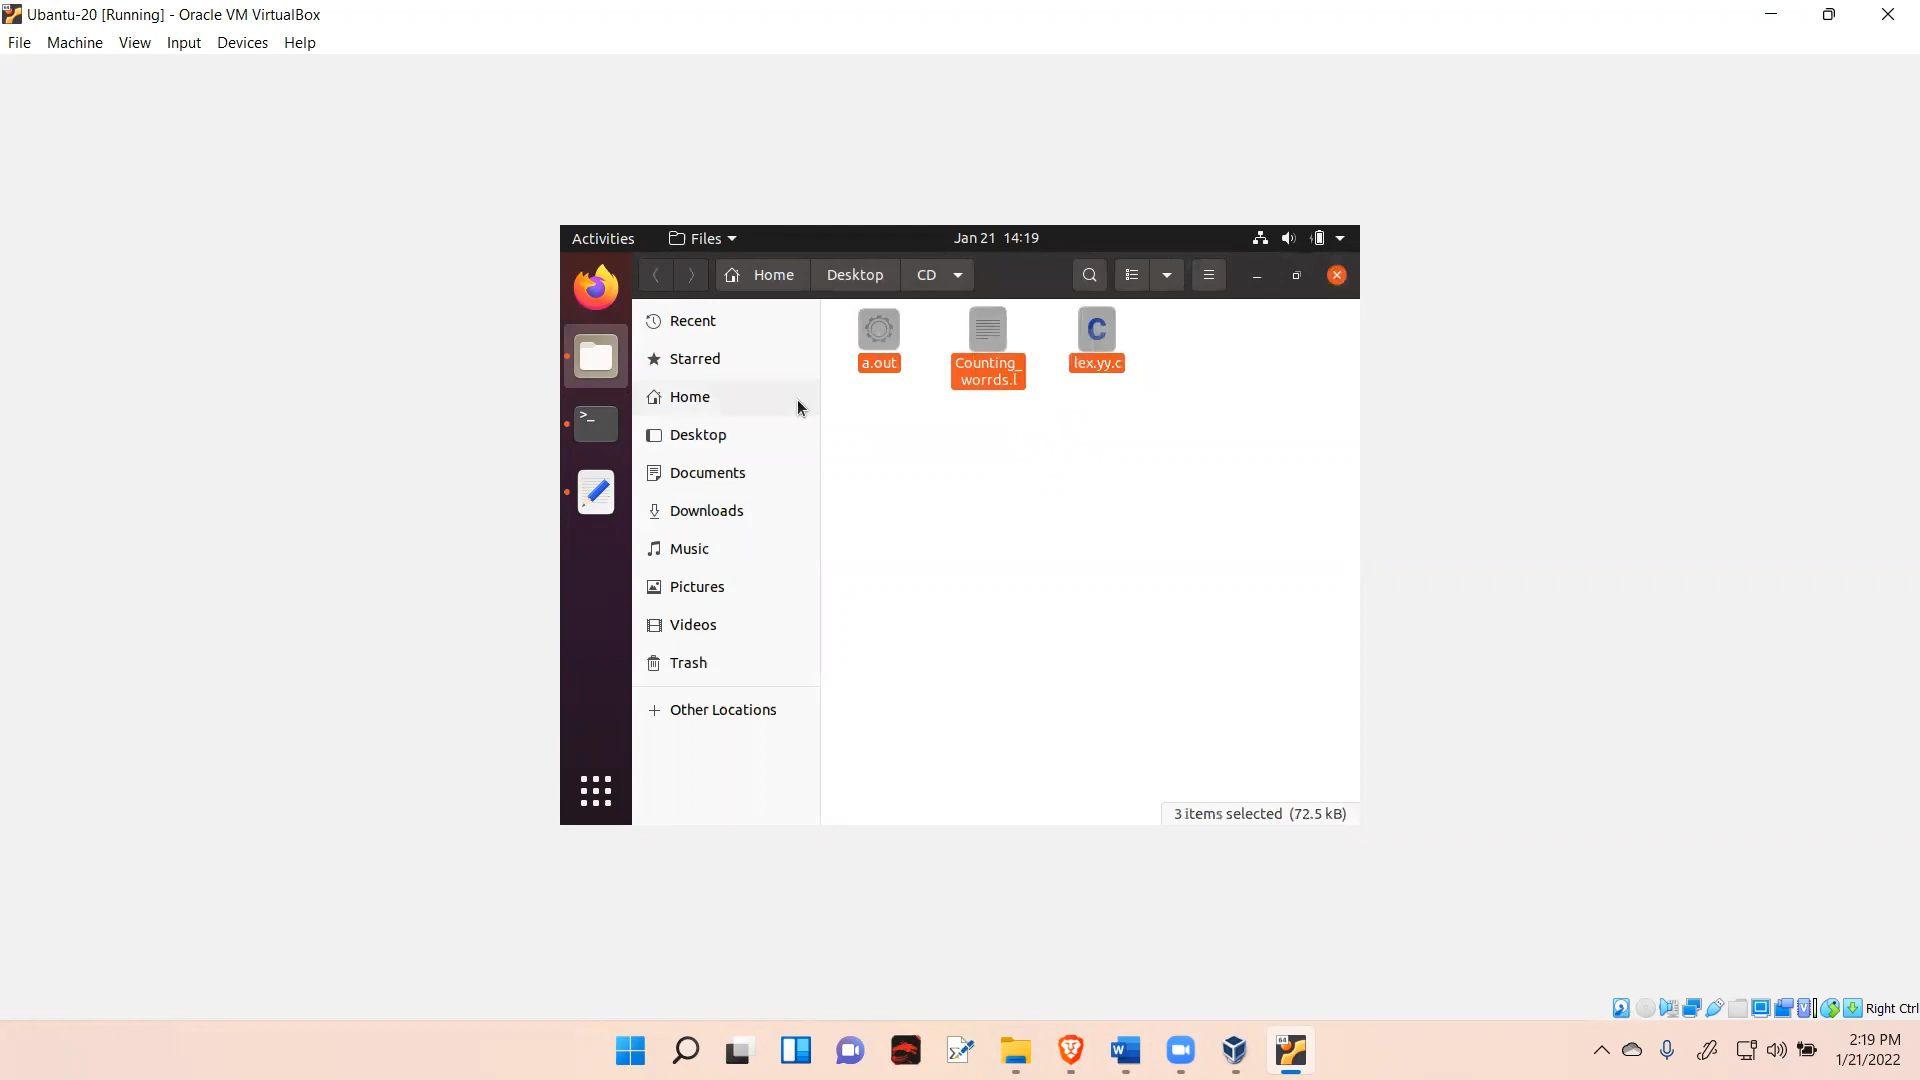 Ubantu-20 [Running] - Oracle VM VirtualBox
File Machine View Input Devices Help
Activities Files Jan 21 14:19
Home Desktop CD
Recent
Starred
Home
Desktop
Documents
Downloads
Music
Pictures
Videos
Trash
Other Locations
a.out
Counting_
worrds.l
C
lex.yy.c
>_
3 items selected (72.5 kB)
Right Ctrl
64
W
2:19 PM
1/21/2022